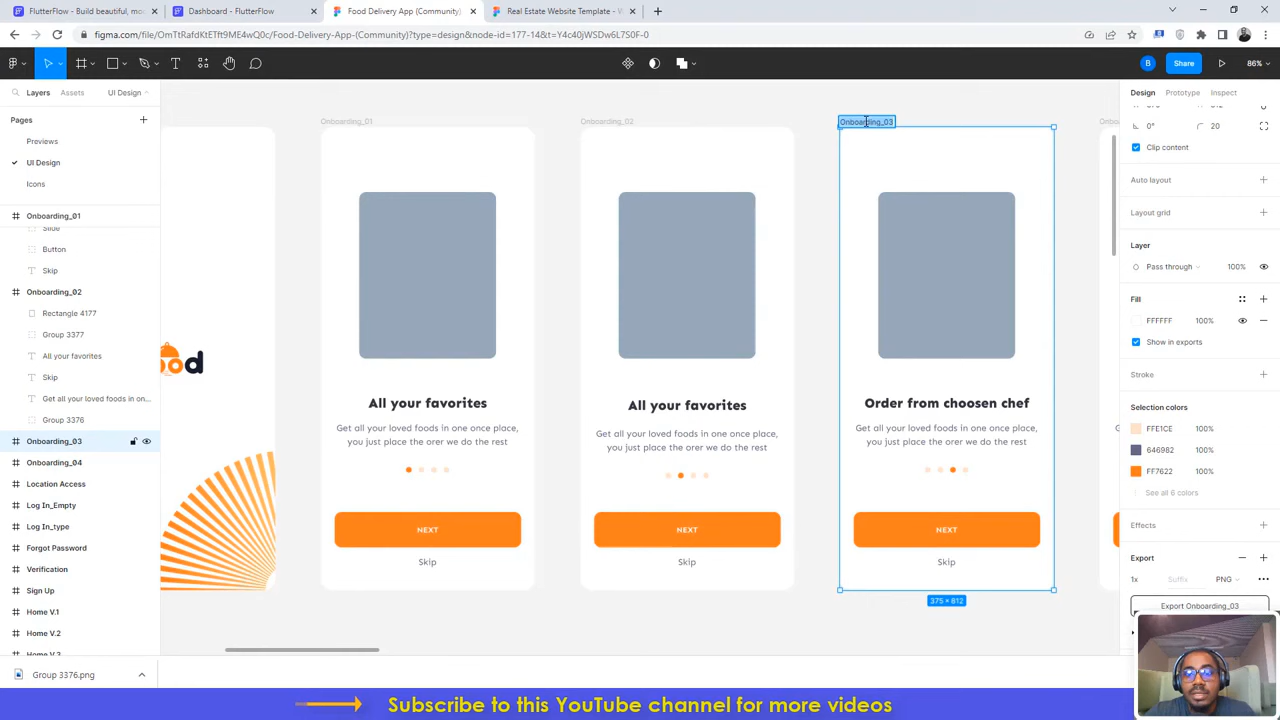 FlutterFlow - Build beautiful, mo
Dashboard - FlutterFlow
Food Delivery App (Community)
Real Estate Website Template - W
figma.com/file/OmTtRafdKtETft9ME4wQ0c/Food-Delivery-App-(Community)?type=design&node-id=177-14&t=Y4c40jWSDw6L7S0F-0
B
Share
86%
Layers
Assets
UI Design
Pages
Previews
UI Design
Icons
Onboarding_01
Slide
Button
Skip
Onboarding_02
Rectangle 4177
Group 3377
All your favorites
Skip
Get all your loved foods in on...
Group 3376
Onboarding_03
Onboarding_04
Location Access
Log In_Empty
Log In_type
Forgot Password
Verification
Sign Up
Home V.1
Home V.2
Home V.3
ood
Onboarding_01
All your favorites
Get all your loved foods in one once place,
you just place the orer we do the rest
NEXT
Skip
Onboarding_02
All your favorites
Get all your loved foods in one once place,
you just place the orer we do the rest
NEXT
Skip
Onboarding_03
Order from choosen chef
Get all your loved foods in one once place,
you just place the orer we do the rest
NEXT
Skip
375 × 812
Design
Prototype
Inspect
0°
20
Clip content
Auto layout
Layout grid
Layer
Pass through
100%
Fill
FFFFFF
100%
Show in exports
Stroke
Selection colors
FFE1CE
100%
646982
100%
FF7622
100%
See all 6 colors
Effects
Export
1x
Suffix
PNG
Export Onboarding_03
Group 3376.png
Subscribe to this YouTube channel for more videos